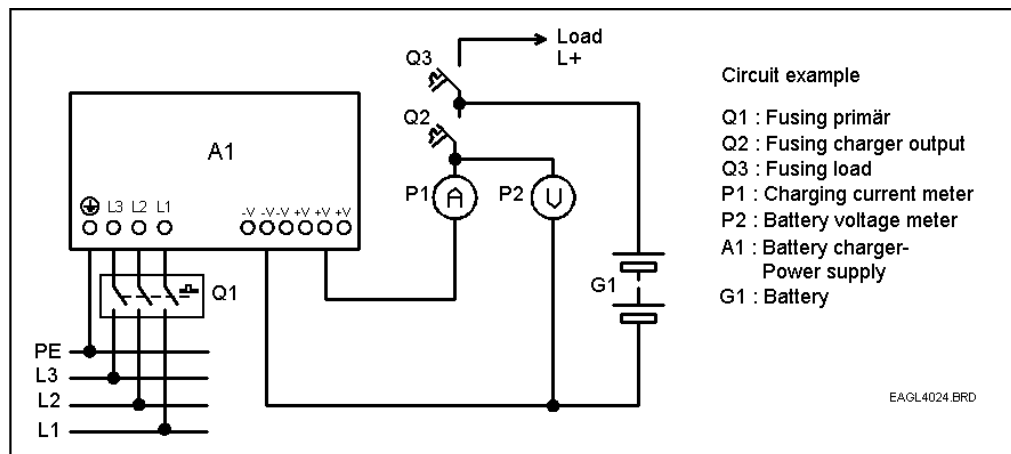 Load
L+
Q3
Q2
A1
L3 L2 L1
-V -V -V +V +V +V
P1 A
P2 V
Q1
G1
PE
L3
L2
L1
Circuit example
Q1 : Fusing primär
Q2 : Fusing charger output
Q3 : Fusing load
P1 : Charging current meter
P2 : Battery voltage meter
A1 : Battery charger-
Power supply
G1 : Battery
EAGL4024.BRD